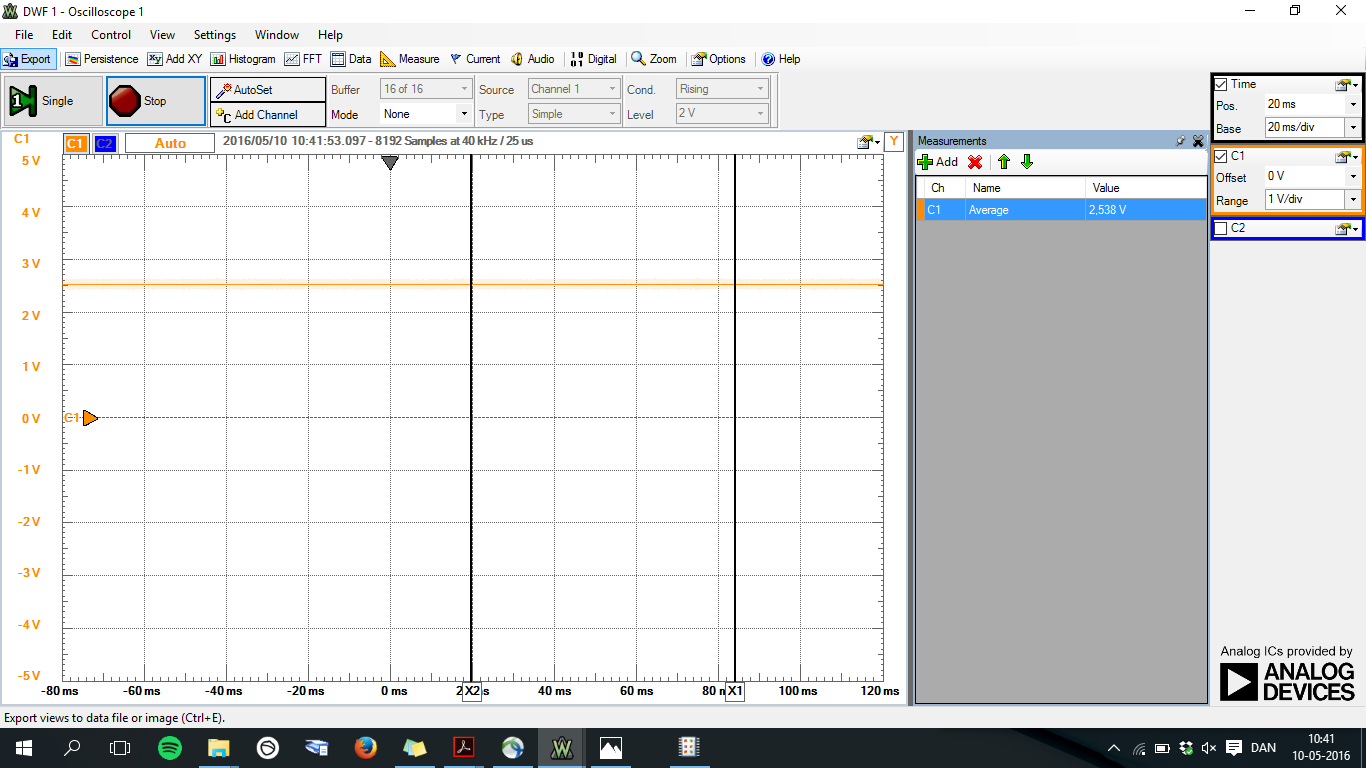 DWF 1 - Oscilloscope 1
File Edit Control View Settings Window Help
Export Persistence Add XY Histogram FFT Data Measure Current Audio Digital Zoom Options Help
Single Stop AutoSet Buffer 16 of 16 Source Channel 1 Cond. Rising
Add Channel Mode None Type Simple Level 2 V
Time
Pos. 20 ms
Base 20 ms/div
C1
Offset 0 V
Range 1 V/div
C2
C1 C1 C2 Auto 2016/05/10 10:41:53.097 - 8192 Samples at 40 kHz / 25 us Y
5 V
4 V
3 V
2 V
1 V
0 V C1
-1 V
-2 V
-3 V
-4 V
-5 V
-80 ms -60 ms -40 ms -20 ms 0 ms X2 40 ms 60 ms X1 100 ms 120 ms
Measurements
Add
Ch Name Value
C1 Average 2,538 V
Analog ICs provided by
ANALOG
DEVICES
Export views to data file or image (Ctrl+E).
DAN
10:41
10-05-2016